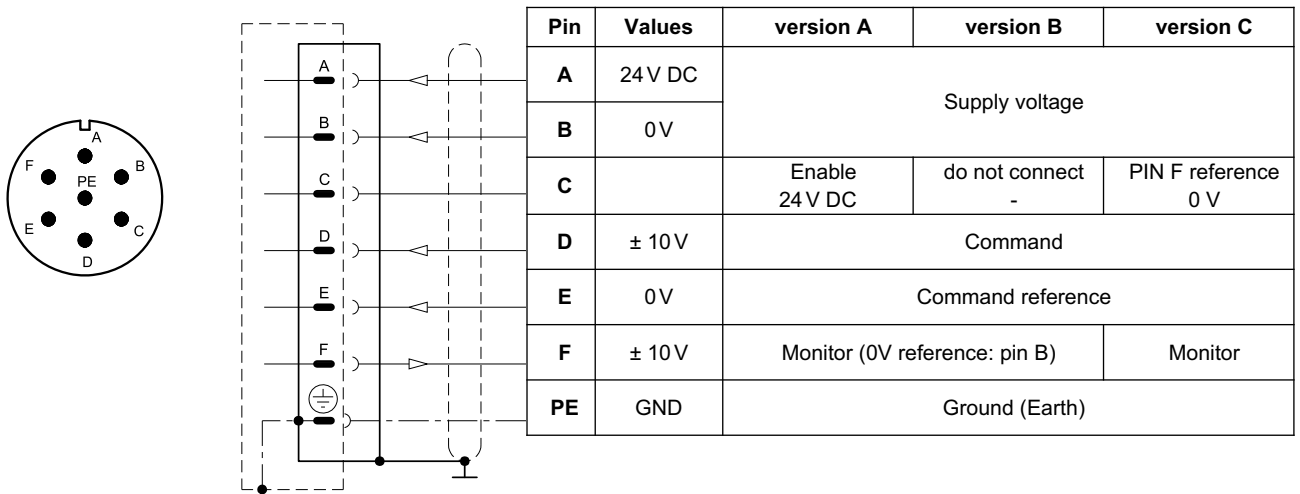 A
F
B
PE
E
C
D
A
B
C
D
E
F
Pin Values version A version B version C
A 24 V DC Supply voltage
B 0 V
C Enable do not connect PIN F reference
24 V DC - 0 V
D ± 10 V Command
E 0 V Command reference
F ± 10 V Monitor (0V reference: pin B) Monitor
PE GND Ground (Earth)